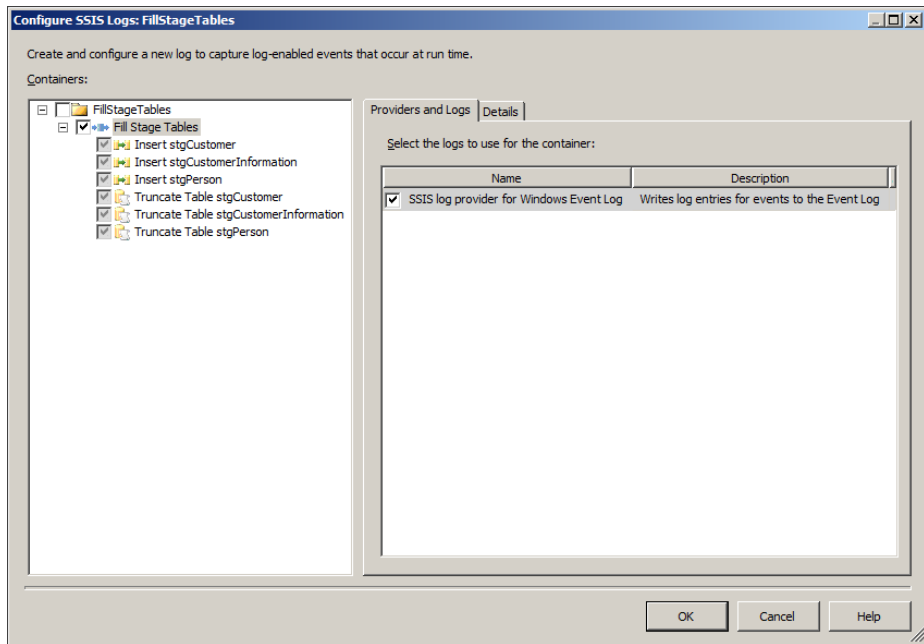 Configure SSIS Logs: FillStageTables
Create and configure a new log to capture log-enabled events that occur at run time.
Containers:
FillStageTables
Fill Stage Tables
Insert stgCustomer
Insert stgCustomerInformation
Insert stgPerson
Truncate Table stgCustomer
Truncate Table stgCustomerInformation
Truncate Table stgPerson
Providers and Logs Details
Select the logs to use for the container:
Name Description
SSIS log provider for Windows Event Log Writes log entries for events to the Event Log
OK Cancel Help